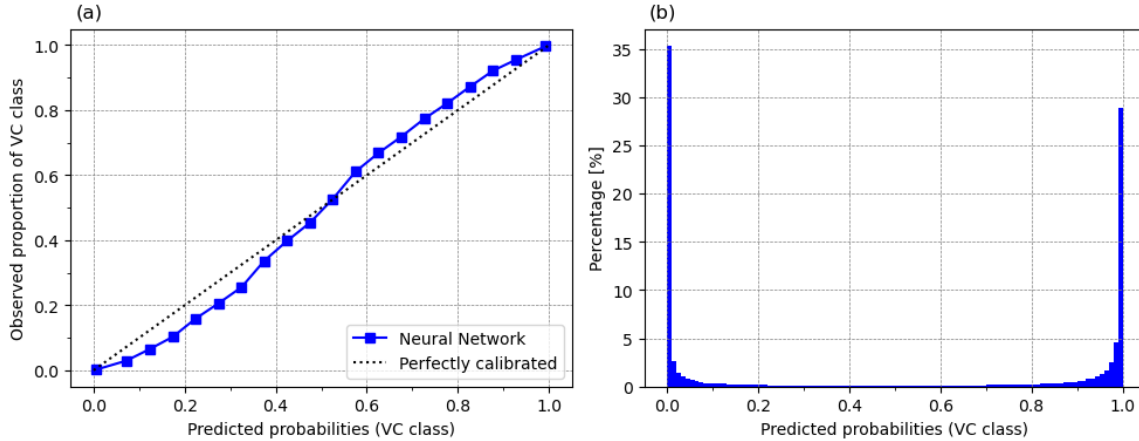 (a)
Observed proportion of VC class
1.0
0.8
0.6
0.4
0.2
0.0
Neural Network
Perfectly calibrated
0.0 0.2 0.4 0.6 0.8 1.0
Predicted probabilities (VC class)
(b)
Percentage [%]
35
30
25
20
15
10
5
0
0.0 0.2 0.4 0.6 0.8 1.0
Predicted probabilities (VC class)